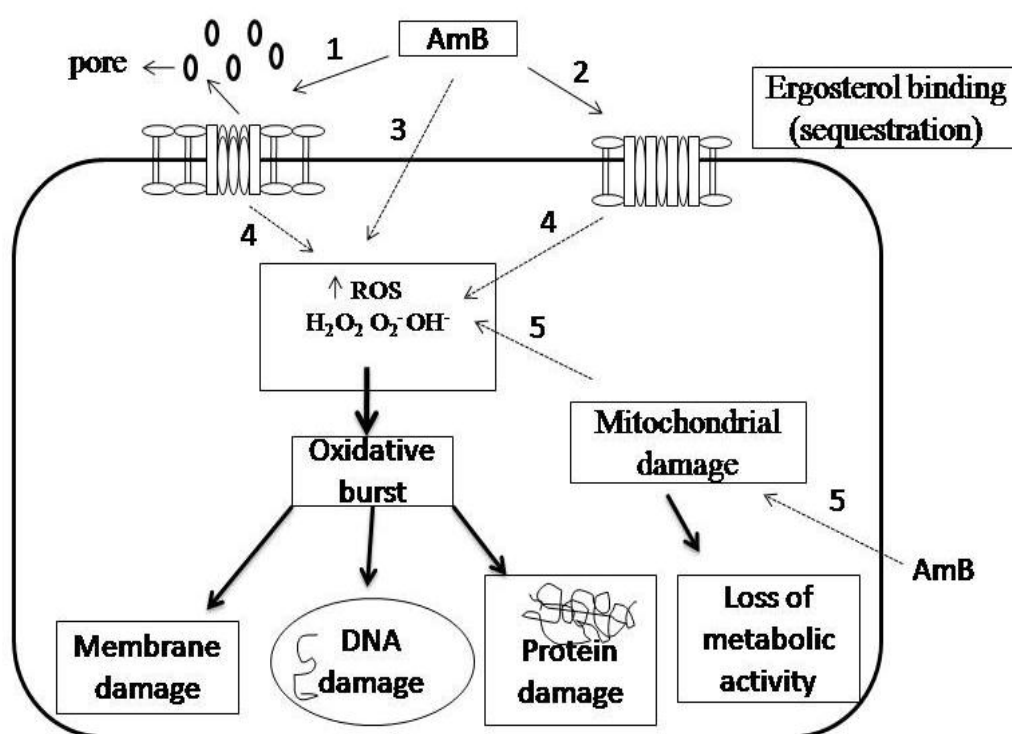 AmB
1
pore
2
Ergosterol binding
(sequestration)
3
4
4
↑ ROS
H₂O₂ O₂⁻ OH⁻
5
Mitochondrial
damage
Oxidative
burst
5
AmB
Membrane
damage
DNA
damage
Protein
damage
Loss of
metabolic
activity